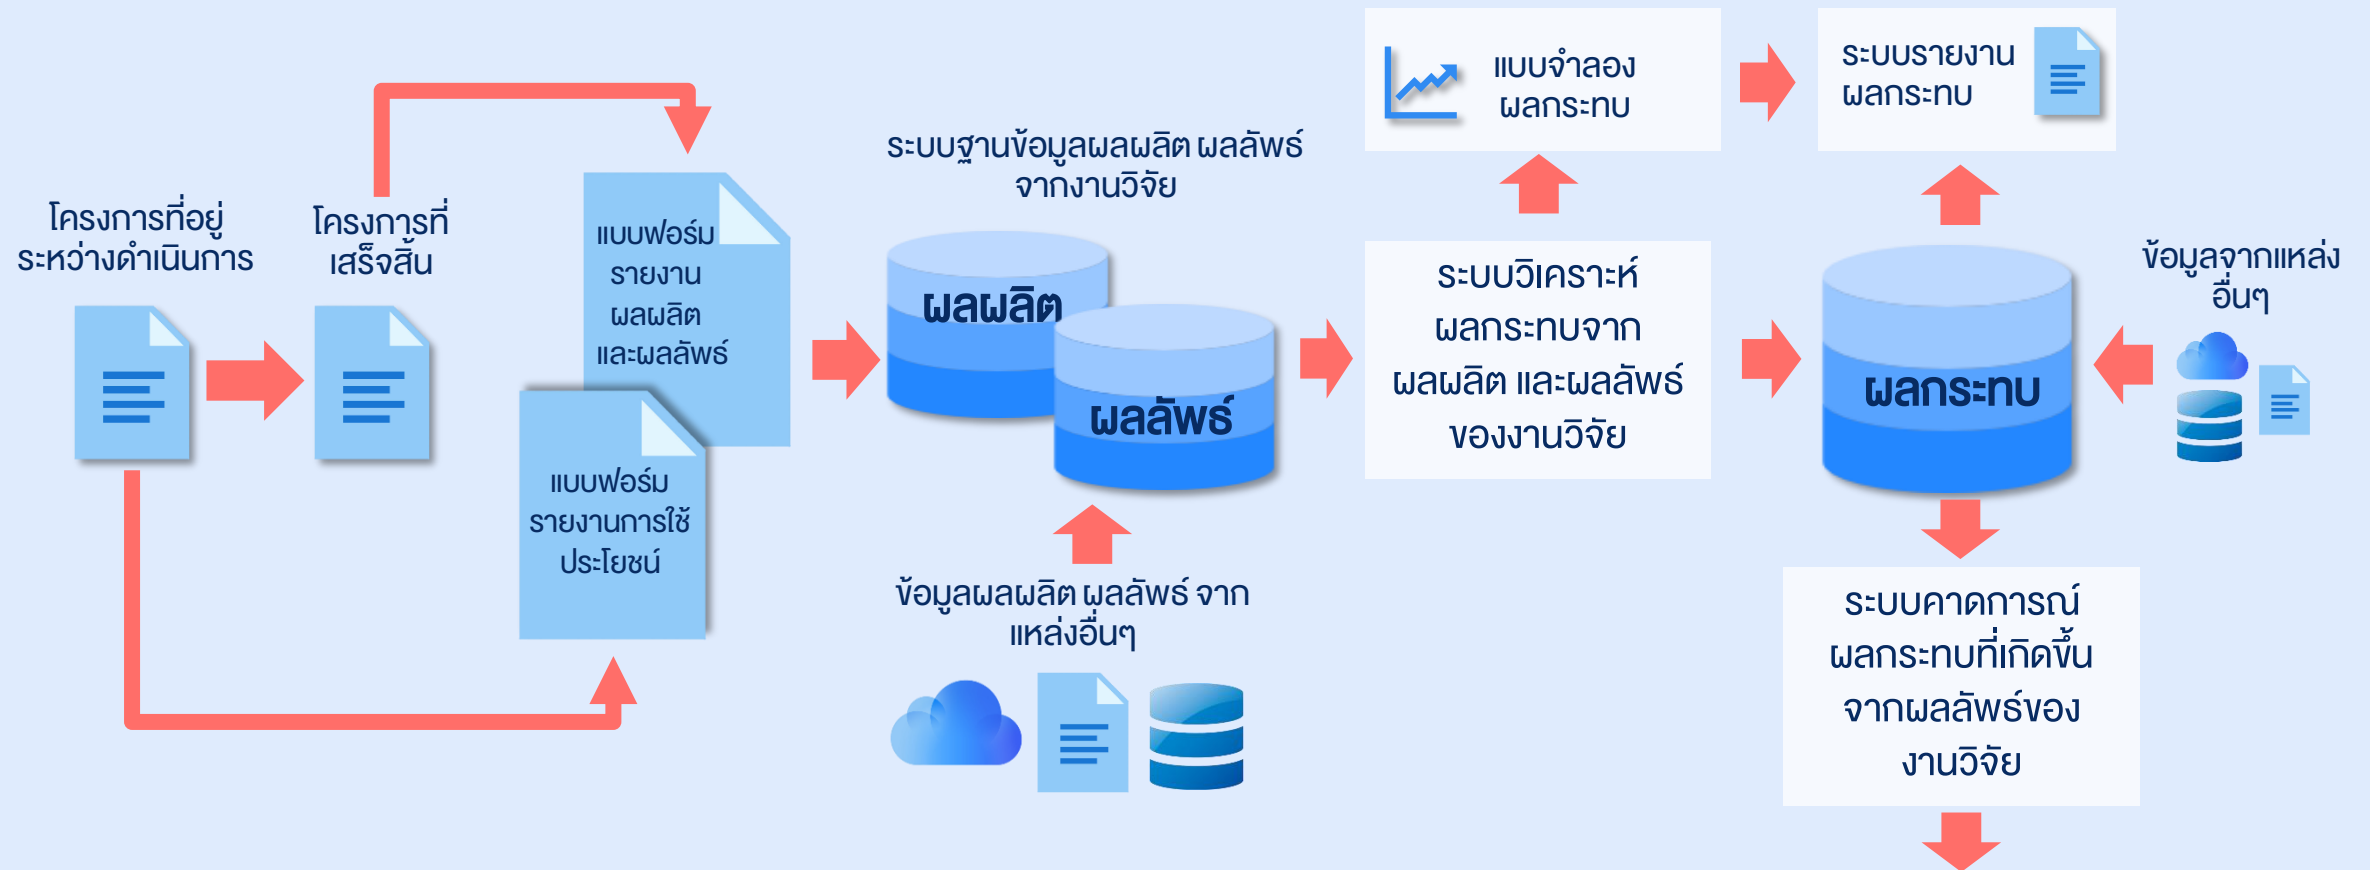 โครงการที่อยู่
ระหว่างดำเนินการ
โครงการที่
เสร็จสิ้น
แบบฟอร์ม
รายงาน
ผลผลิต
และผลลัพธ์
แบบฟอร์ม
รายงานการใช้
ประโยชน์
ระบบฐานข้อมูลผลผลิต ผลลัพธ์
จากงานวิจัย
ผลผลิต
ผลลัพธ์
ข้อมูลผลผลิต ผลลัพธ์ จาก
แหล่งอื่นๆ
แบบจำลอง
ผลกระทบ
ระบบวิเคราะห์
ผลกระทบจาก
ผลผลิต และผลลัพธ์
ของงานวิจัย
ระบบรายงาน
ผลกระทบ
ผลกระทบ
ข้อมูลจากแหล่ง
อื่นๆ
ระบบคาดการณ์
ผลกระทบที่เกิดขึ้น
จากผลลัพธ์ของ
งานวิจัย